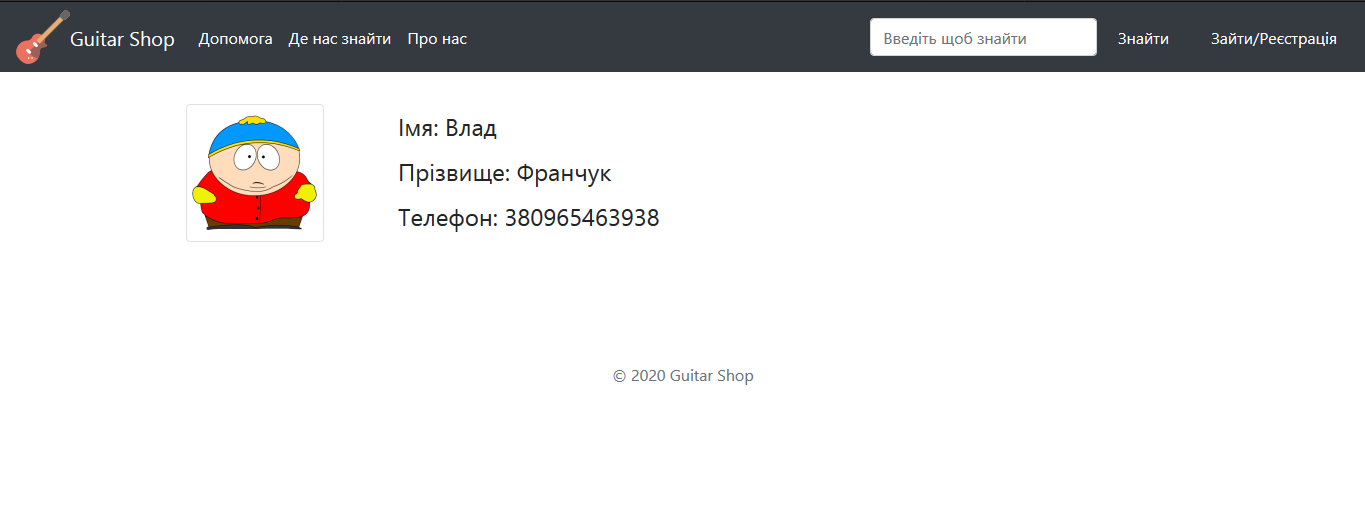 Guitar Shop Допомога Де нас знайти Про нас Введіть щоб знайти Знайти Зайти/Реєстрація
Імя: Влад
Прізвище: Франчук
Телефон: 380965463938
© 2020 Guitar Shop